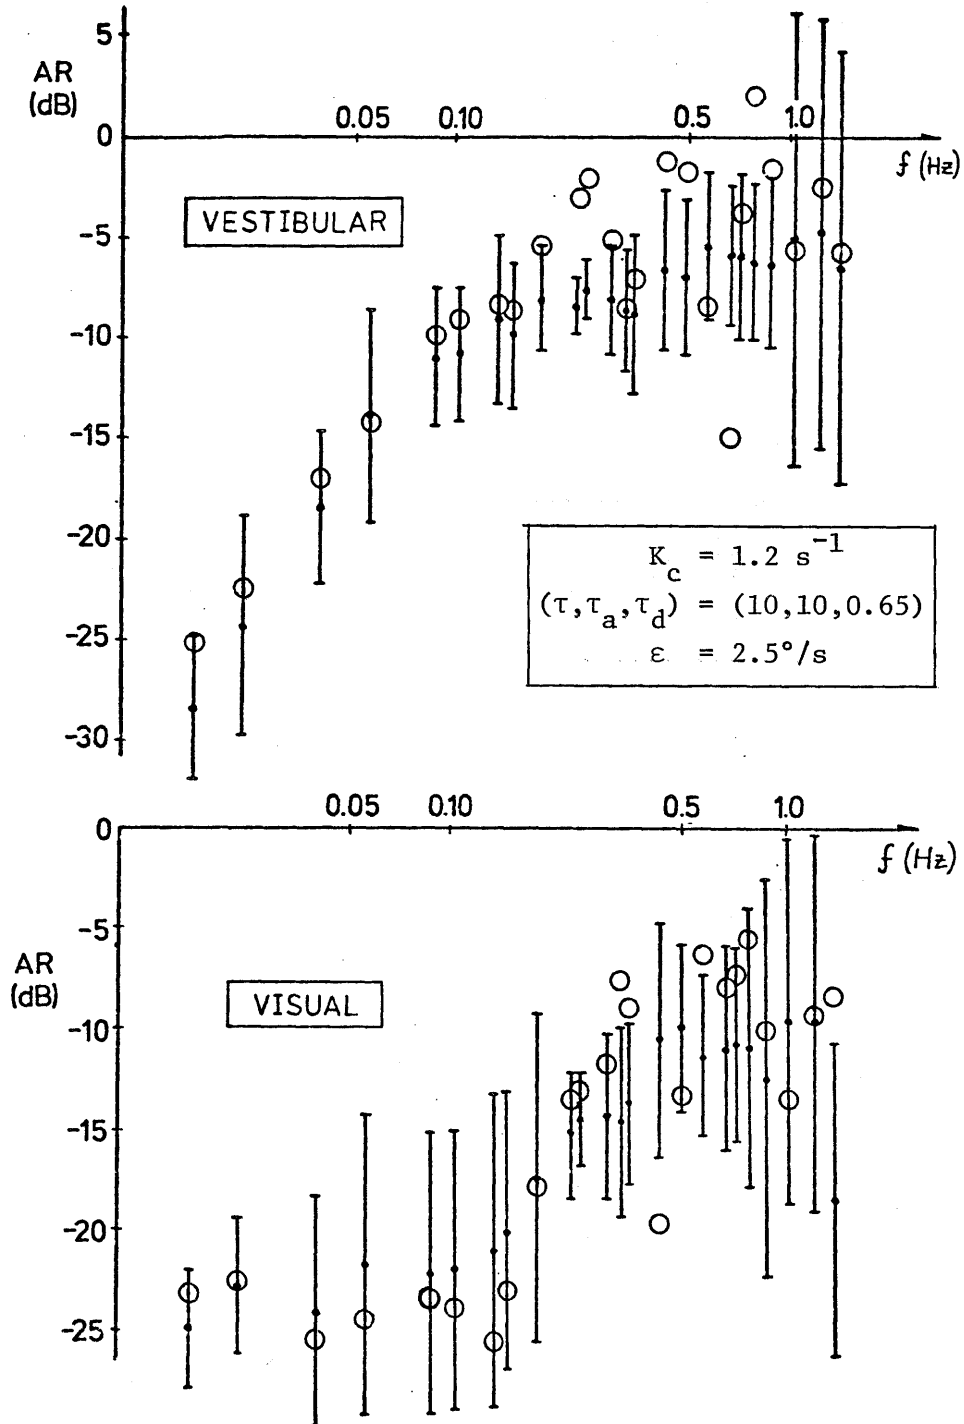 5
AR
(dB)
0.05 0.10 0.5 1.0
0
f (Hz)
VESTIBULAR
-5
-10
-15
-20
K_c = 1.2 s^-1
(τ,τ_a,τ_d) = (10,10,0.65)
ε = 2.5°/s
-25
-30
0.05 0.10 0.5 1.0
0
f (Hz)
-5
AR
(dB)
VISUAL
-10
-15
-20
-25